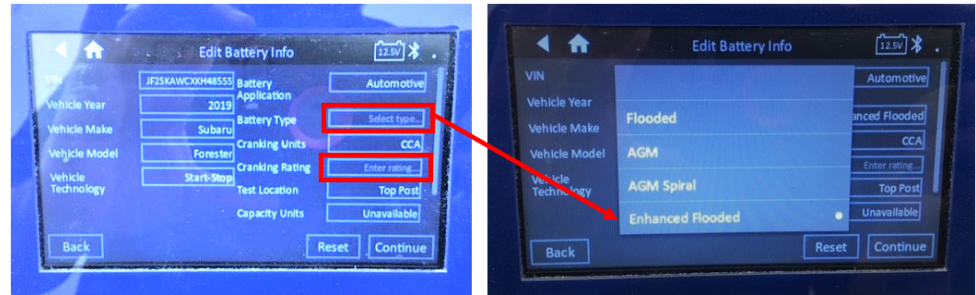 Edit Battery Info
12.5V
VIN
JF2SKAWCXKH48555
Battery Application
Automotive
Vehicle Year
2019
Battery Type
Select type...
Vehicle Make
Subaru
Cranking Units
CCA
Vehicle Model
Forester
Cranking Rating
Enter rating...
Vehicle Technology
Start-Stop
Test Location
Top Post
Capacity Units
Unavailable
Back
Reset
Continue
Edit Battery Info
12.5V
VIN
Automotive
Vehicle Year
Flooded
anced Flooded
Vehicle Make
CCA
Vehicle Model
AGM
Enter rating...
Vehicle Technology
AGM Spiral
Top Post
Enhanced Flooded
Unavailable
Back
Reset
Continue